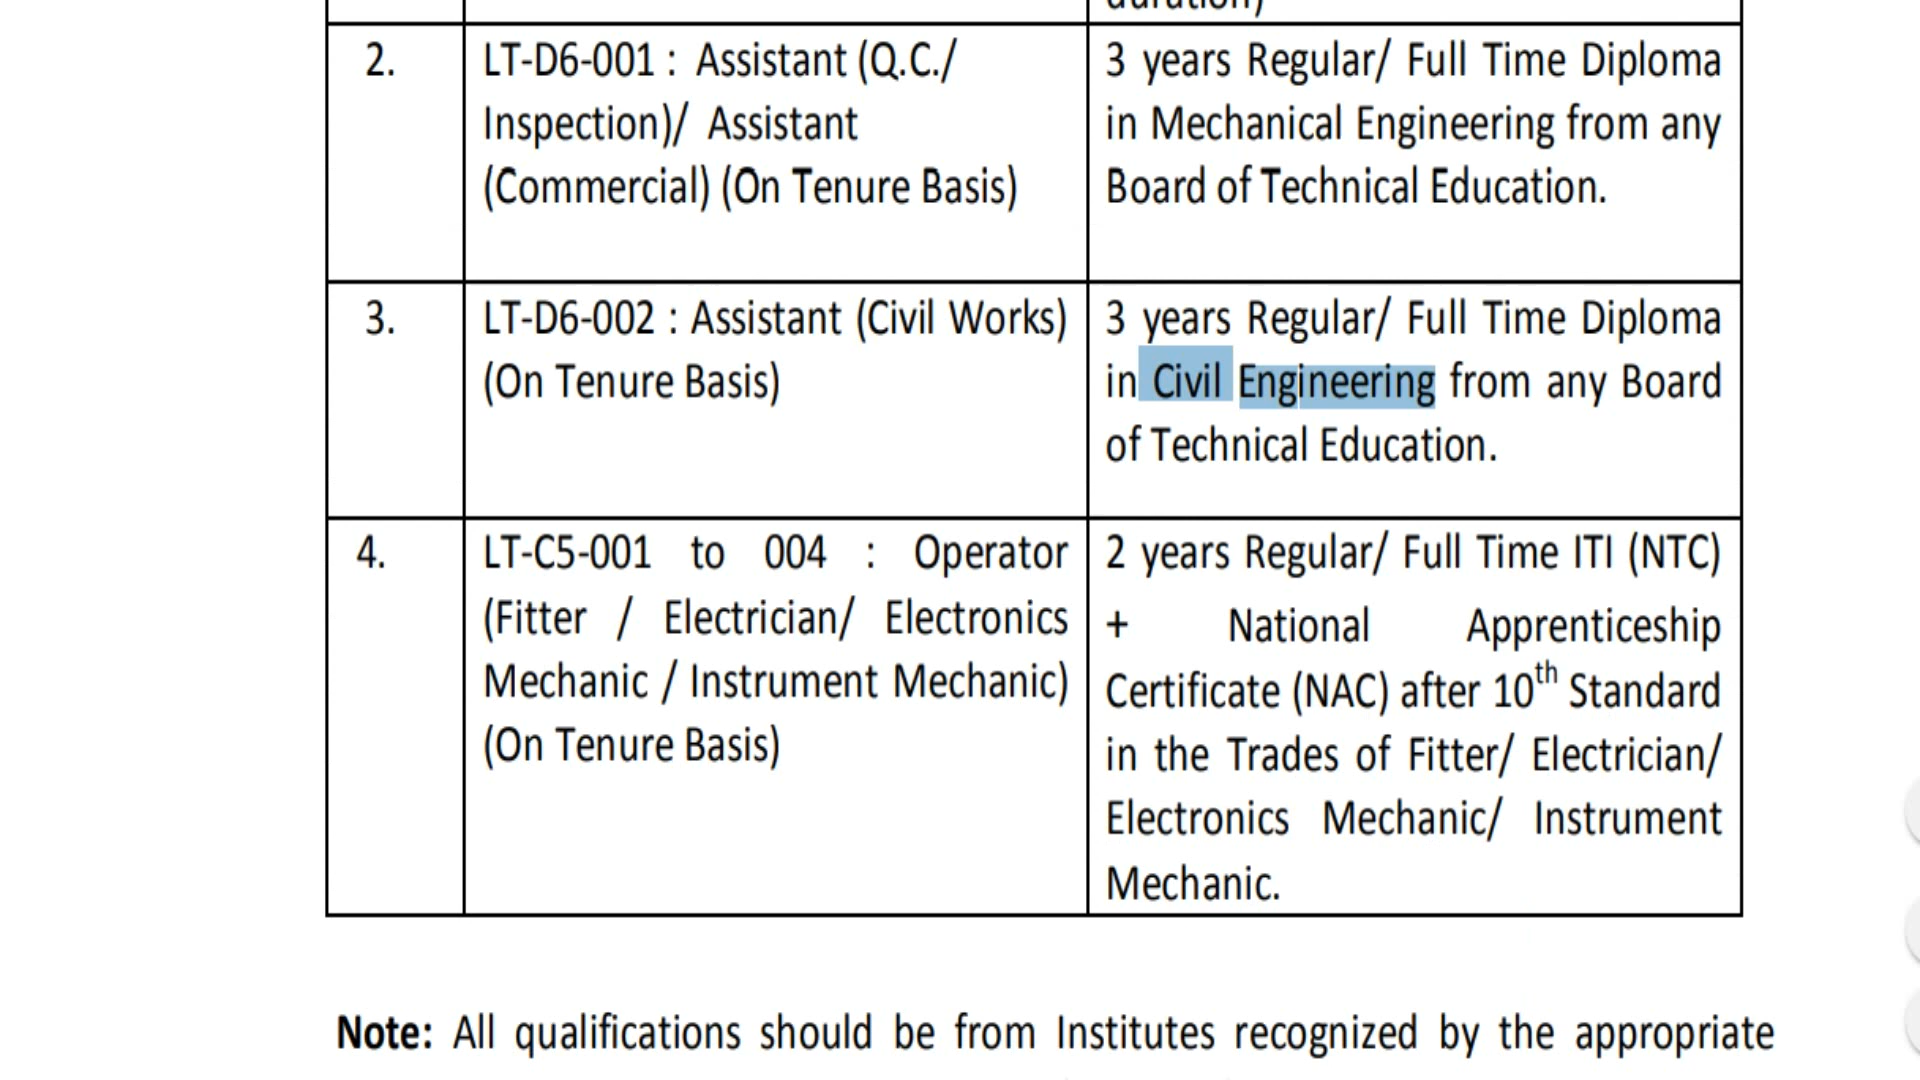 duration)
2.
LT-D6-001 : Assistant (Q.C./
Inspection)/ Assistant
(Commercial) (On Tenure Basis)
3 years Regular/ Full Time Diploma
in Mechanical Engineering from any
Board of Technical Education.
3.
LT-D6-002 : Assistant (Civil Works)
(On Tenure Basis)
3 years Regular/ Full Time Diploma
in Civil Engineering from any Board
of Technical Education.
4.
LT-C5-001 to 004 : Operator
(Fitter / Electrician/ Electronics
Mechanic / Instrument Mechanic)
(On Tenure Basis)
2 years Regular/ Full Time ITI (NTC)
+ National Apprenticeship
Certificate (NAC) after 10th Standard
in the Trades of Fitter/ Electrician/
Electronics Mechanic/ Instrument
Mechanic.
Note: All qualifications should be from Institutes recognized by the appropriate